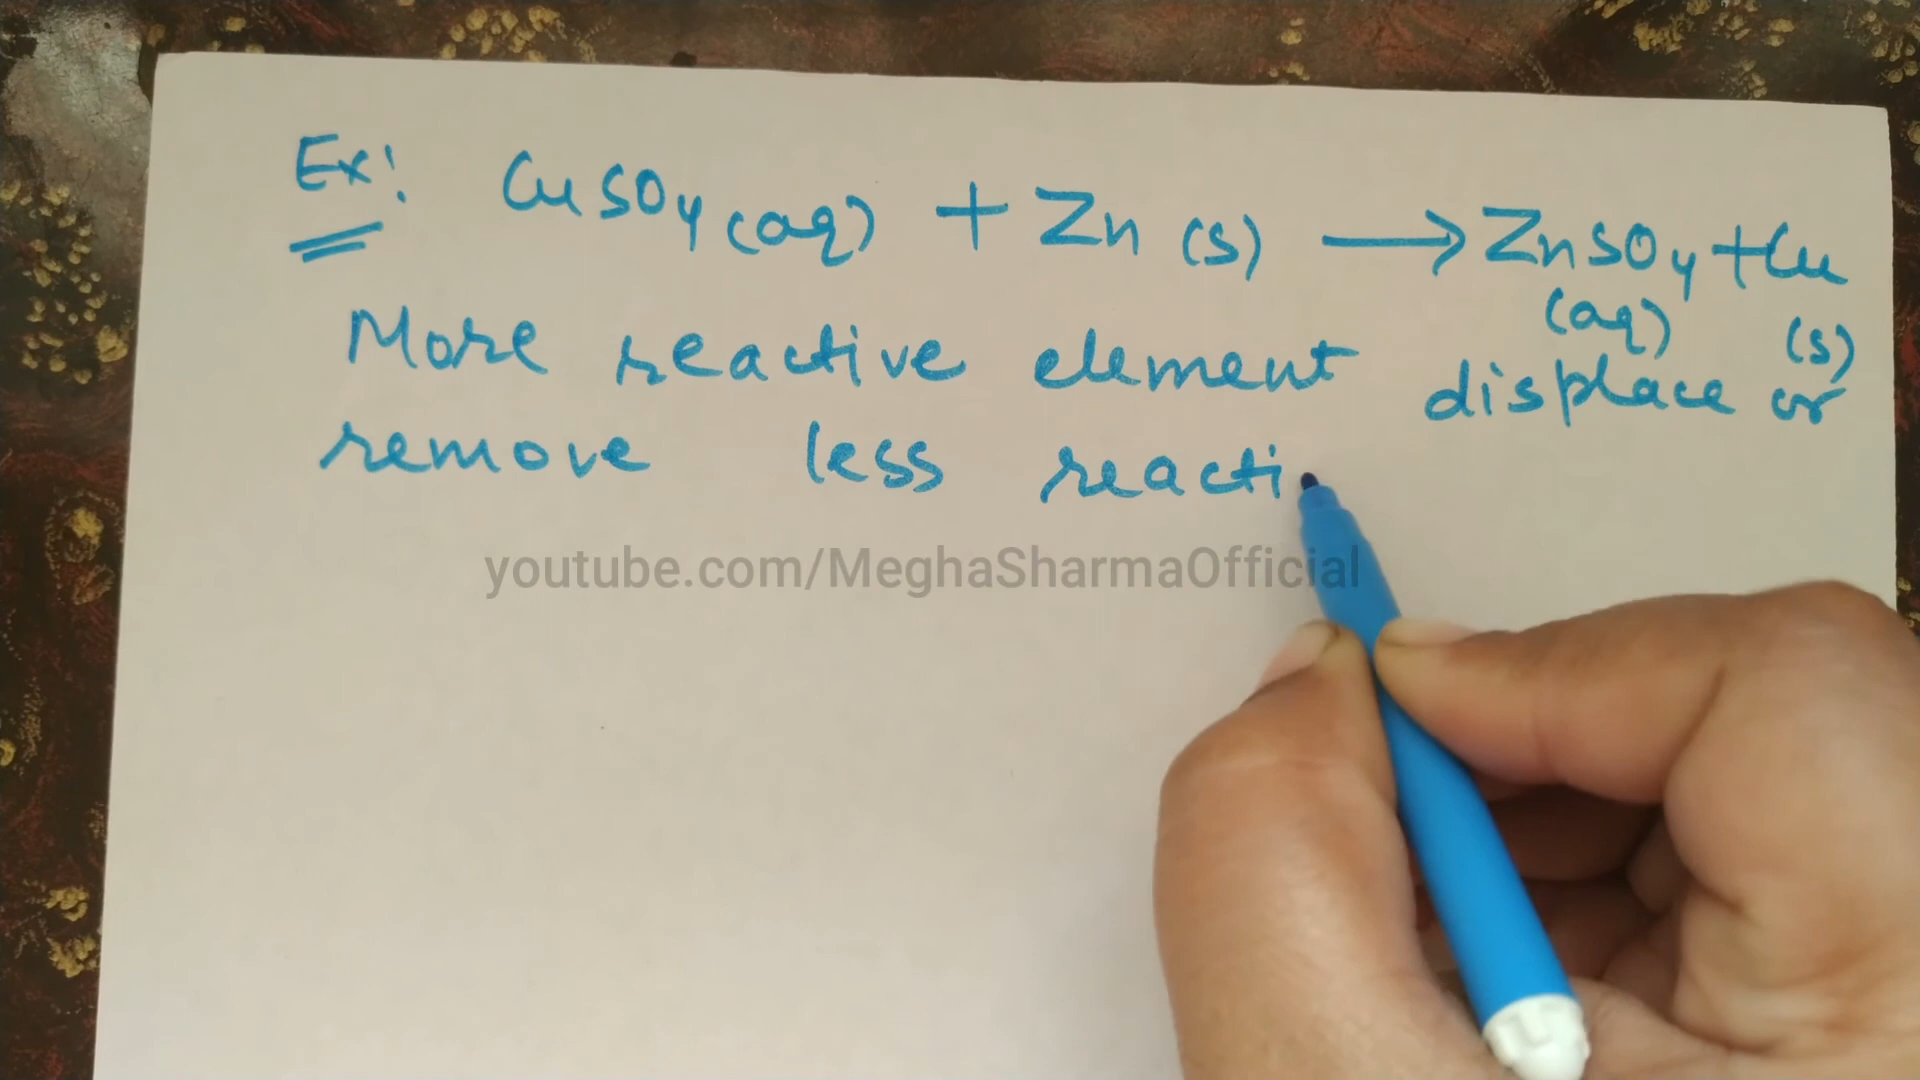 Ex: CuSO4(aq) + Zn (s) → ZnSO4 + Cu
(aq) (s)
More reactive element displace or
remove less reacti
youtube.com/MeghaSharmaOfficial